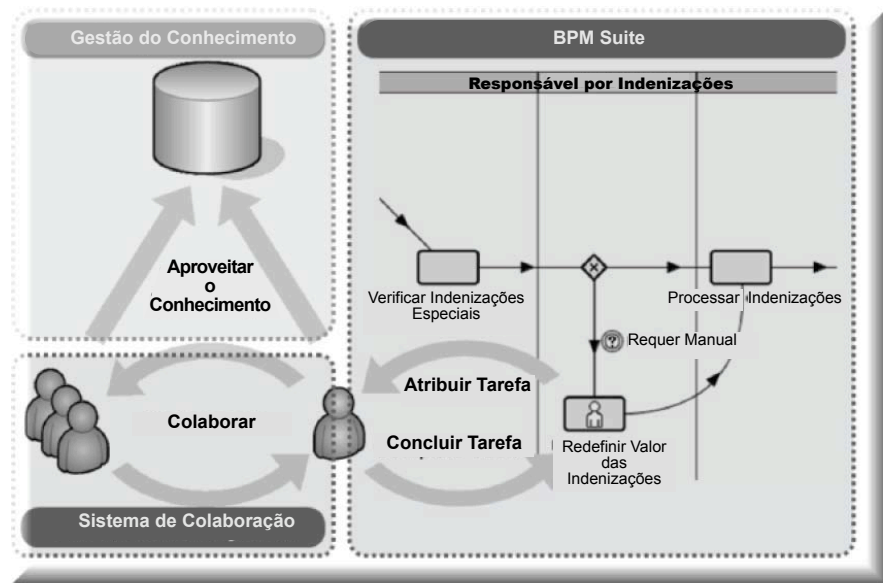 Gestão do Conhecimento
BPM Suite
Responsável por Indenizações
Aproveitar
o
Conhecimento
Verificar Indenizações
Especiais
Processar Indenizações
Requer Manual
Atribuir Tarefa
Colaborar
Concluir Tarefa
Redefinir Valor
das
Indenizações
Sistema de Colaboração